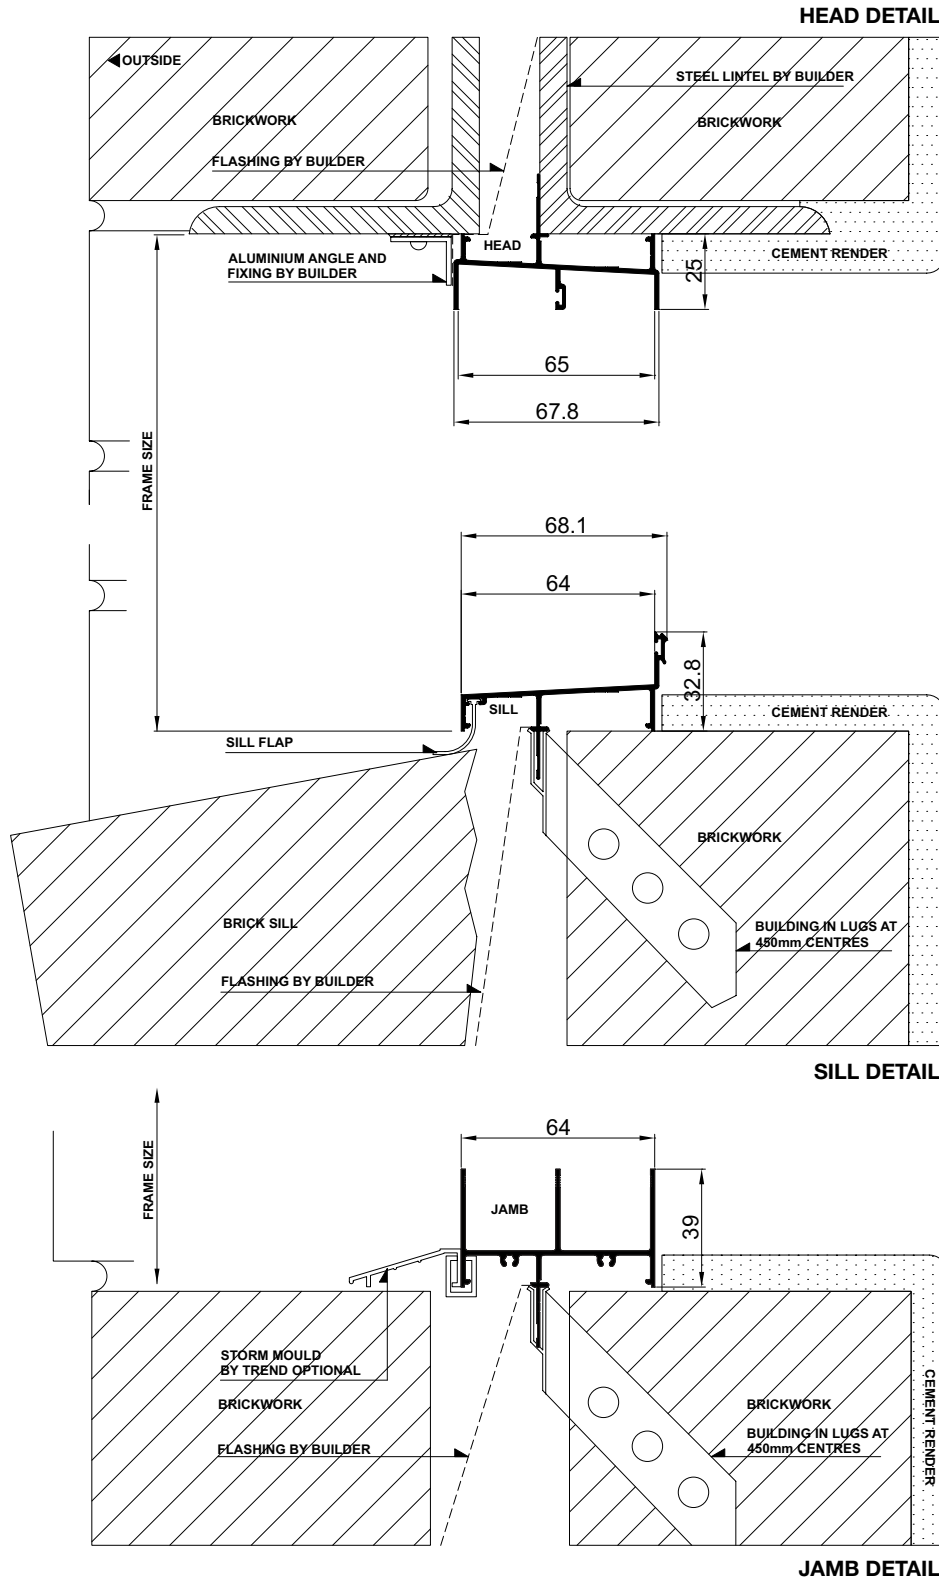 HEAD DETAIL
OUTSIDE
STEEL LINTEL BY BUILDER
BRICKWORK
BRICKWORK
FLASHING BY BUILDER
HEAD
ALUMINIUM ANGLE AND
FIXING BY BUILDER
CEMENT RENDER
25
65
67.8
FRAME SIZE
68.1
64
32.8
SILL
CEMENT RENDER
SILL FLAP
BRICKWORK
BRICK SILL
BUILDING IN LUGS AT
450mm CENTRES
FLASHING BY BUILDER
SILL DETAIL
64
FRAME SIZE
JAMB
39
STORM MOULD
BY TREND OPTIONAL
BRICKWORK
BRICKWORK
CEMENT RENDER
FLASHING BY BUILDER
BUILDING IN LUGS AT
450mm CENTRES
JAMB DETAIL